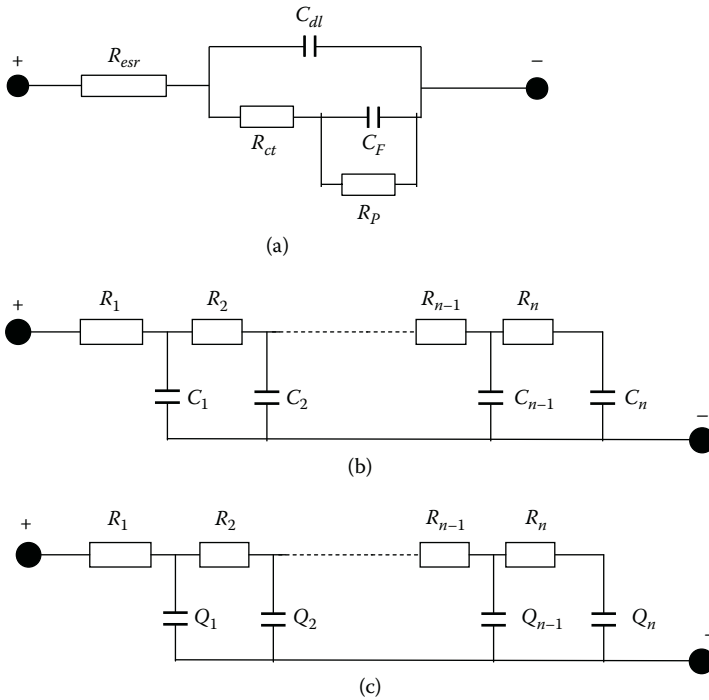 C_dl
+ R_esr −
R_ct C_F
R_P
(a)
+ R_1 R_2 R_n−1 R_n
C_1 C_2 C_n−1 C_n −
(b)
+ R_1 R_2 R_n−1 R_n
Q_1 Q_2 Q_n−1 Q_n −
(c)